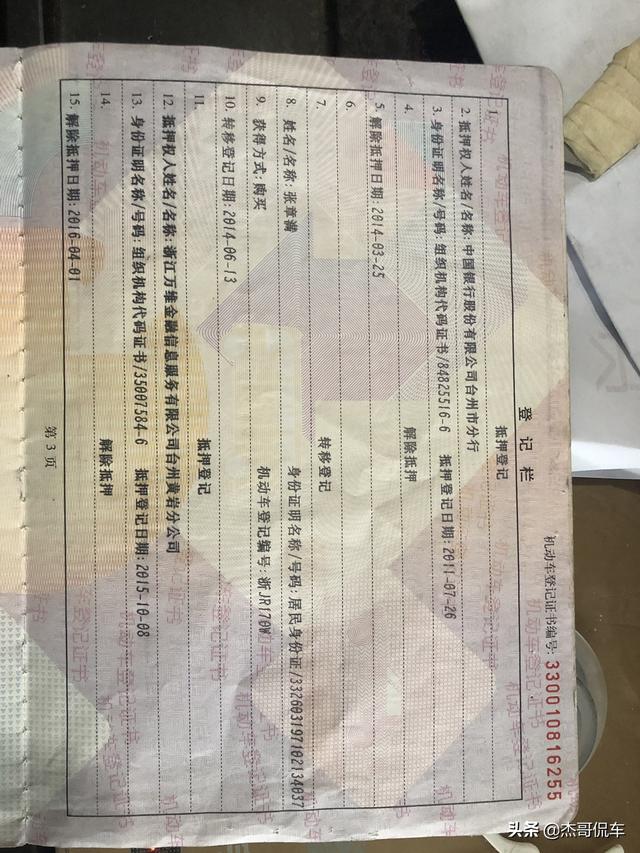 机动车登记证书编号: 330010816255
登记栏
1. 抵押登记
2. 抵押权人姓名/名称: 中国银行股份有限公司台州市分行
3. 身份证明名称/号码: 组织机构代码证书/84825516-6 抵押登记日期: 2011-07-26
4. 解除抵押
5. 解除抵押日期: 2014-03-25
6.
7. 转移登记
8. 姓名/名称: 张章满 身份证明名称/号码: 居民身份证/332603197102134037
9. 获得方式: 购买 机动车登记编号: 浙JR170W
10. 转移登记日期: 2014-06-13
11. 抵押登记
12. 抵押权人姓名/名称: 浙江万维金融信息服务有限公司台州黄岩分公司
13. 身份证明名称/号码: 组织机构代码证书/35007584-6 抵押登记日期: 2015-10-08
14. 解除抵押
15. 解除抵押日期: 2016-04-01
第 3 页
头条 @杰哥侃车